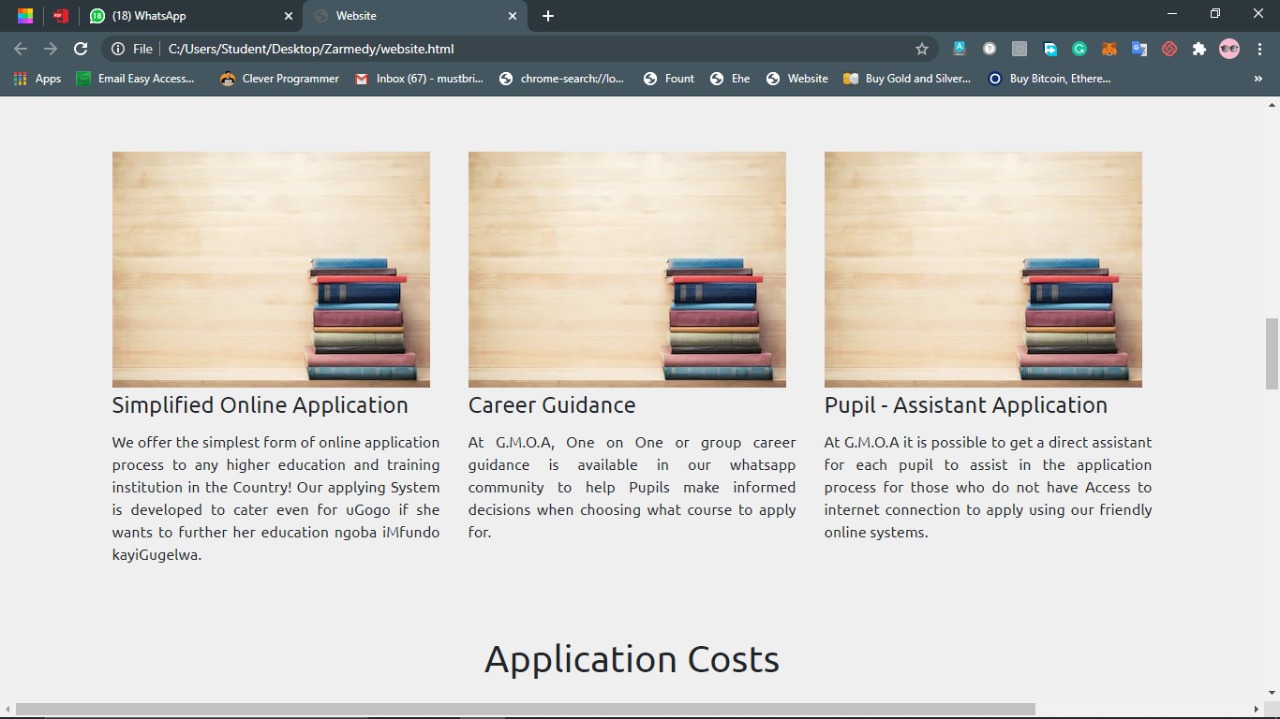 (18) WhatsApp
Website
File
C:/Users/Student/Desktop/Zarmedy/website.html
Apps
Email Easy Access...
Clever Programmer
Inbox (67) - mustbri...
chrome-search://lo...
Fount
Ehe
Website
Buy Gold and Silver...
Buy Bitcoin, Ethere...
»
Simplified Online Application
We offer the simplest form of online application
process to any higher education and training
institution in the Country! Our applying System
is developed to cater even for uGogo if she
wants to further her education ngoba iMfundo
kayiGugelwa.
Career Guidance
At G.M.O.A, One on One or group career
guidance is available in our whatsapp
community to help Pupils make informed
decisions when choosing what course to apply
for.
Pupil - Assistant Application
At G.M.O.A it is possible to get a direct assistant
for each pupil to assist in the application
process for those who do not have Access to
internet connection to apply using our friendly
online systems.
Application Costs